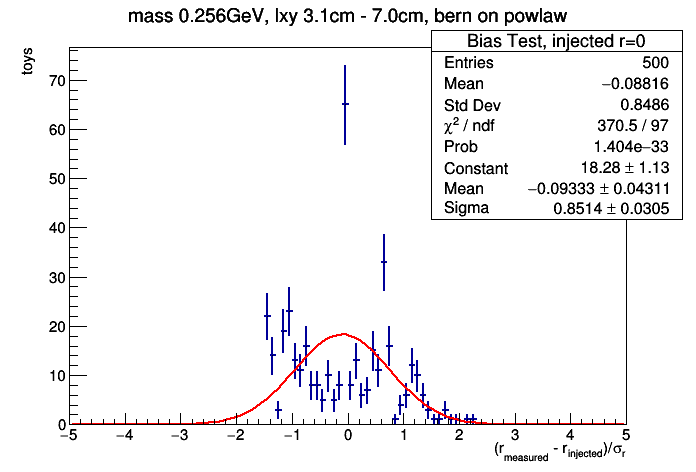 mass 0.256GeV, lxy 3.1cm - 7.0cm, bern on powlaw
Bias Test, injected r=0
Entries 500
Mean −0.08816
Std Dev 0.8486
χ² / ndf 370.5 / 97
Prob 1.404e−33
Constant 18.28 ± 1.13
Mean −0.09333 ± 0.04311
Sigma 0.8514 ± 0.0305
toys
70
60
50
40
30
20
10
0
−5 −4 −3 −2 −1 0 1 2 3 4 5
(r_measured - r_injected)/σ_r